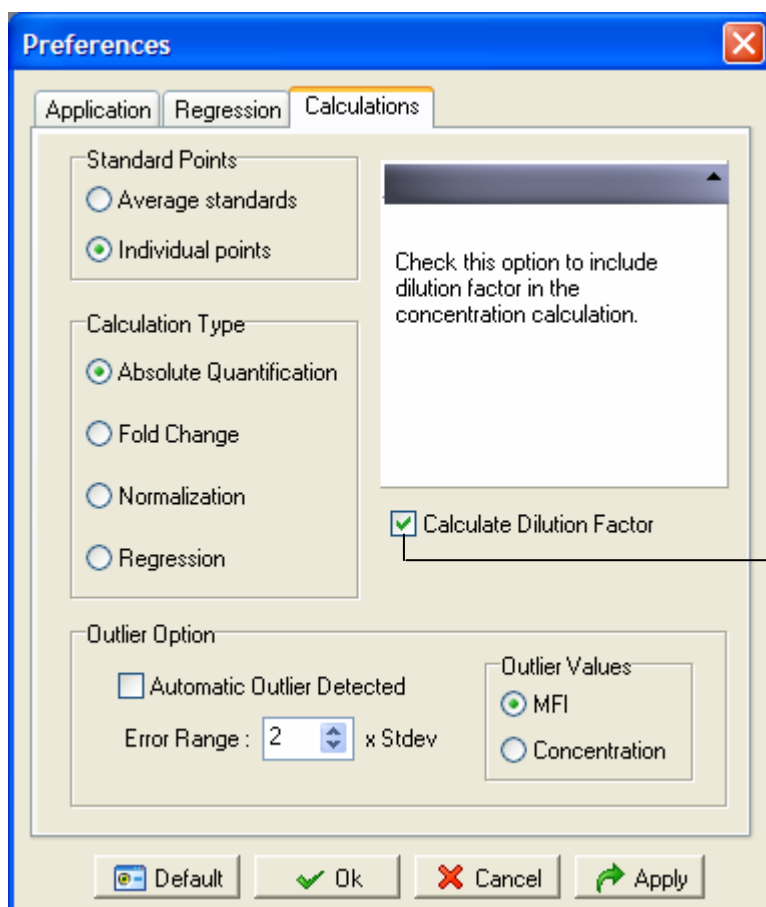 Preferences
Application Regression Calculations
Standard Points
Average standards
Individual points
Check this option to include
dilution factor in the
concentration calculation.
Calculation Type
Absolute Quantification
Fold Change
Normalization
Regression
Calculate Dilution Factor
Outlier Option
Automatic Outlier Detected
Error Range : 2 x Stdev
Outlier Values
MFI
Concentration
Default Ok Cancel Apply